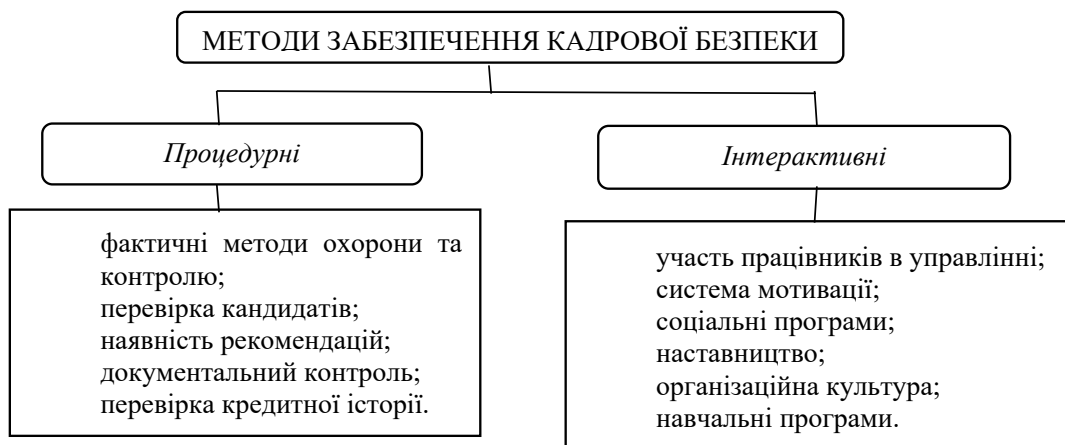 МЕТОДИ ЗАБЕЗПЕЧЕННЯ КАДРОВОЇ БЕЗПЕКИ
Процедурні
фактичні методи охорони та
контролю;
перевірка кандидатів;
наявність рекомендацій;
документальний контроль;
перевірка кредитної історії.
Інтерактивні
участь працівників в управлінні;
система мотивації;
соціальні програми;
наставництво;
організаційна культура;
навчальні програми.